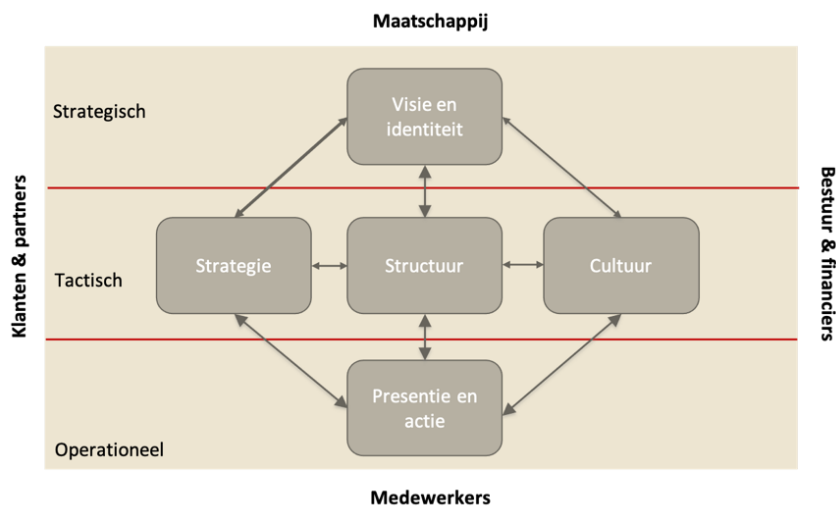 Maatschappij
Strategisch
Visie en
identiteit
Klanten & partners
Bestuur & financiers
Tactisch
Strategie
Structuur
Cultuur
Presentie en
actie
Operationeel
Medewerkers